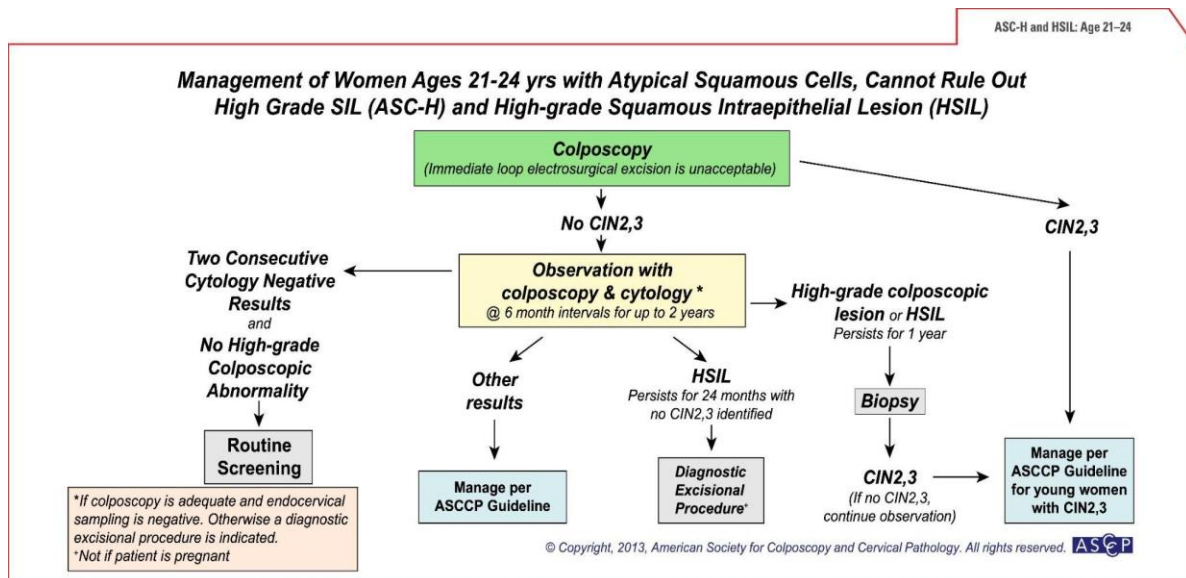 ASC-H and HSIL: Age 21–24
Management of Women Ages 21-24 yrs with Atypical Squamous Cells, Cannot Rule Out
High Grade SIL (ASC-H) and High-grade Squamous Intraepithelial Lesion (HSIL)
Colposcopy
(Immediate loop electrosurgical excision is unacceptable)
No CIN2,3
CIN2,3
Two Consecutive
Cytology Negative
Results
and
No High-grade
Colposcopic
Abnormality
Observation with
colposcopy & cytology *
@ 6 month intervals for up to 2 years
High-grade colposcopic
lesion or HSIL
Persists for 1 year
Other
results
HSIL
Persists for 24 months with
no CIN2,3 identified
Biopsy
Routine
Screening
Manage per
ASCCP Guideline
Diagnostic
Excisional
Procedure⁺
CIN2,3
(If no CIN2,3,
continue observation)
Manage per
ASCCP Guideline
for young women
with CIN2,3
*If colposcopy is adequate and endocervical
sampling is negative. Otherwise a diagnostic
excisional procedure is indicated.
⁺Not if patient is pregnant
© Copyright, 2013, American Society for Colposcopy and Cervical Pathology. All rights reserved.
ASCCP